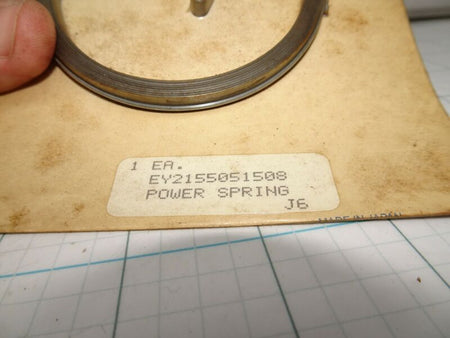 1 EA.
EY2155051508
POWER SPRING
J6
MADE IN JAPAN